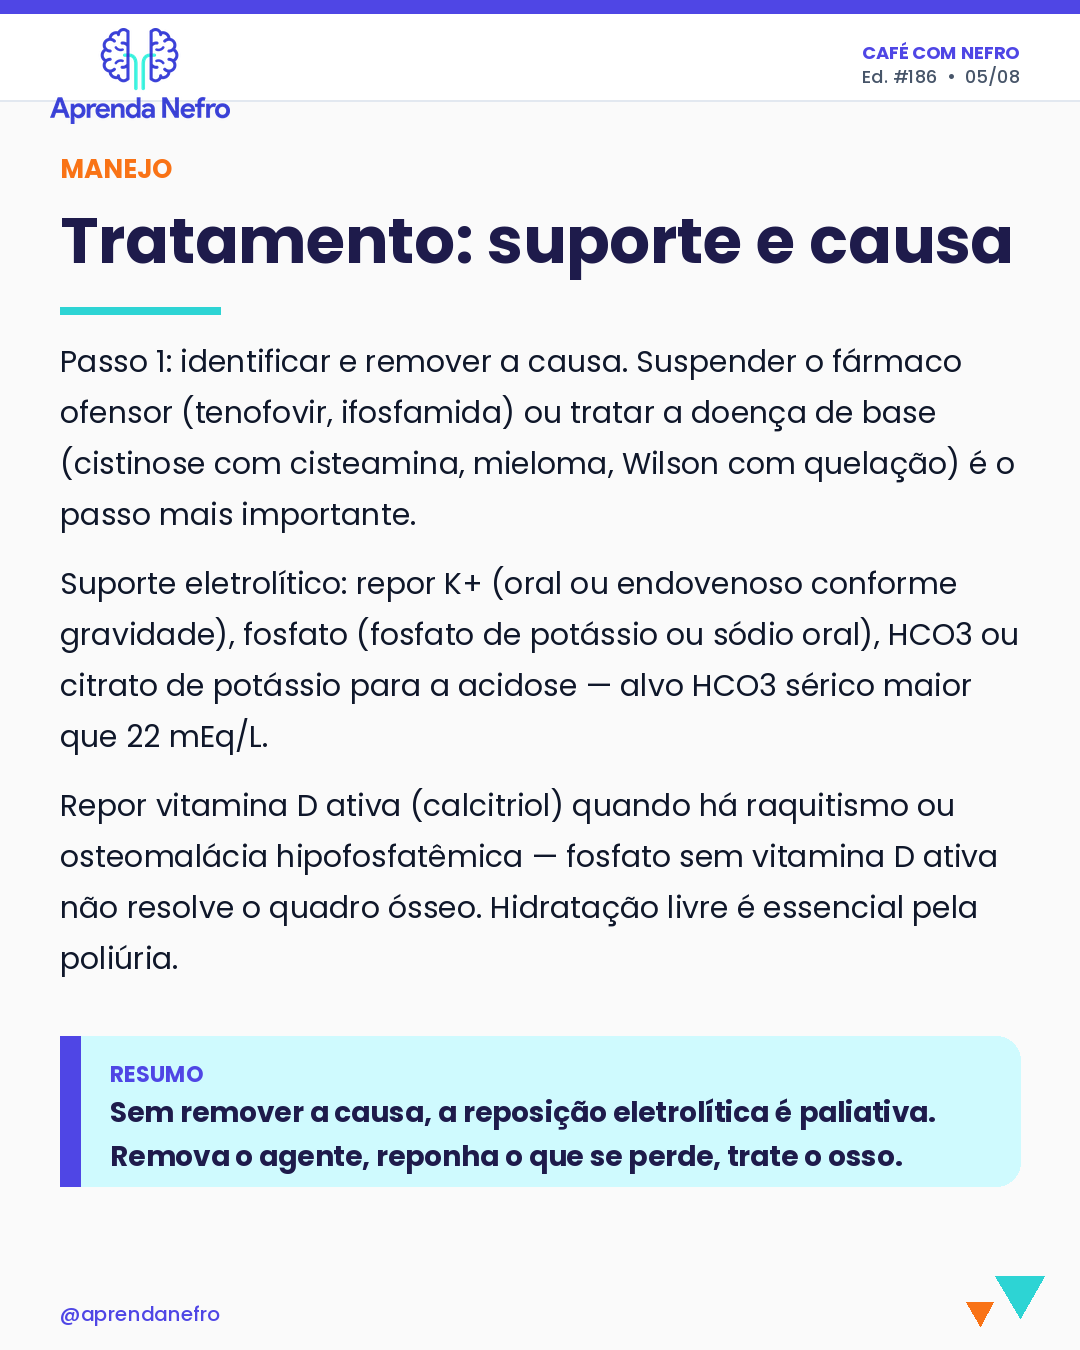 Aprenda Nefro
CAFÉ COM NEFRO
Ed. #186 • 05/08
MANEJO
Tratamento: suporte e causa
Passo 1: identificar e remover a causa. Suspender o fármaco
ofensor (tenofovir, ifosfamida) ou tratar a doença de base
(cistinose com cisteamina, mieloma, Wilson com quelação) é o
passo mais importante.
Suporte eletrolítico: repor K+ (oral ou endovenoso conforme
gravidade), fosfato (fosfato de potássio ou sódio oral), HCO3 ou
citrato de potássio para a acidose — alvo HCO3 sérico maior
que 22 mEq/L.
Repor vitamina D ativa (calcitriol) quando há raquitismo ou
osteomalácia hipofosfatêmica — fosfato sem vitamina D ativa
não resolve o quadro ósseo. Hidratação livre é essencial pela
poliúria.
RESUMO
Sem remover a causa, a reposição eletrolítica é paliativa.
Remova o agente, reponha o que se perde, trate o osso.
@aprendanefro